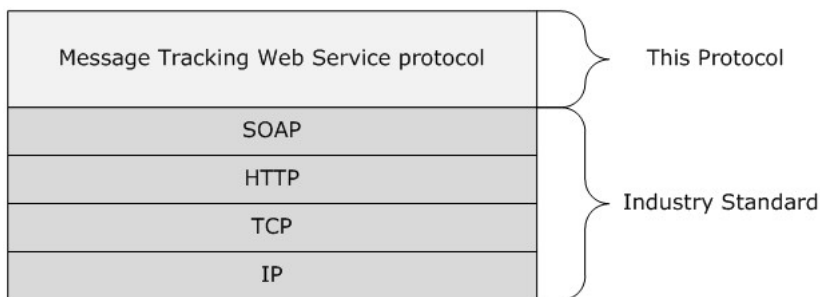 Message Tracking Web Service protocol
This Protocol
SOAP
HTTP
TCP
IP
Industry Standard